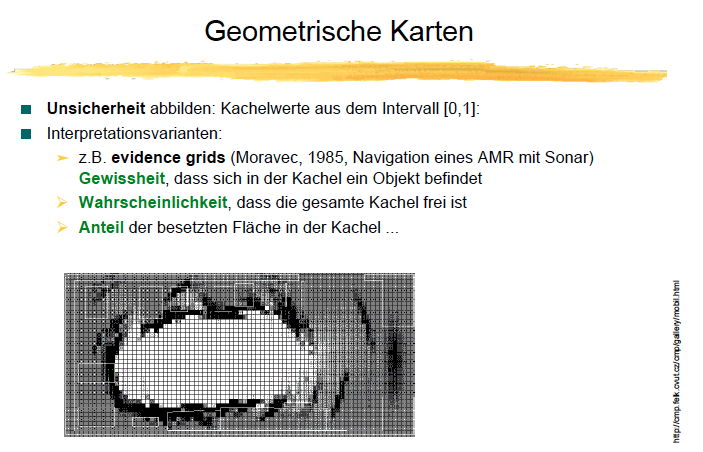 Geometrische Karten
Unsicherheit abbilden: Kachelwerte aus dem Intervall [0,1]:
Interpretationsvarianten:
z.B. evidence grids (Moravec, 1985, Navigation eines AMR mit Sonar)
Gewissheit, dass sich in der Kachel ein Objekt befindet
Wahrscheinlichkeit, dass die gesamte Kachel frei ist
Anteil der besetzten Fläche in der Kachel ...
http://cmp.felk.cvut.cz/cmp/gallery/mobil.html